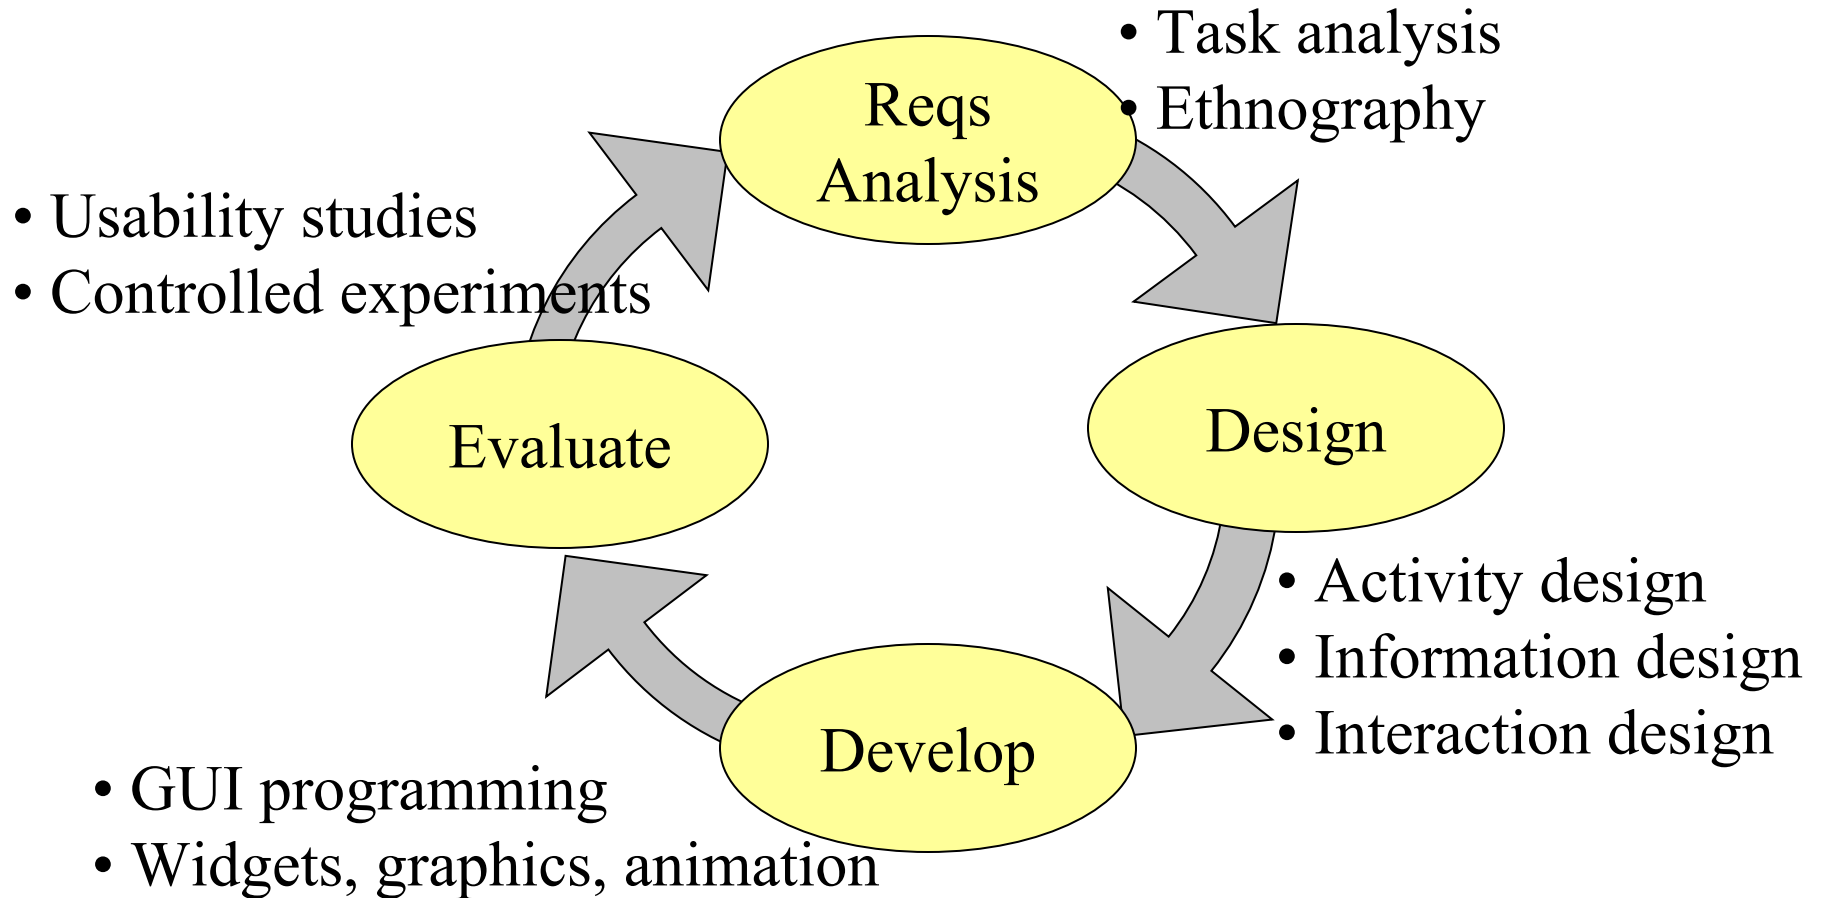 • Task analysis
• Ethnography
Reqs
Analysis
• Usability studies
• Controlled experiments
Evaluate
Design
• Activity design
• Information design
• Interaction design
Develop
• GUI programming
• Widgets, graphics, animation